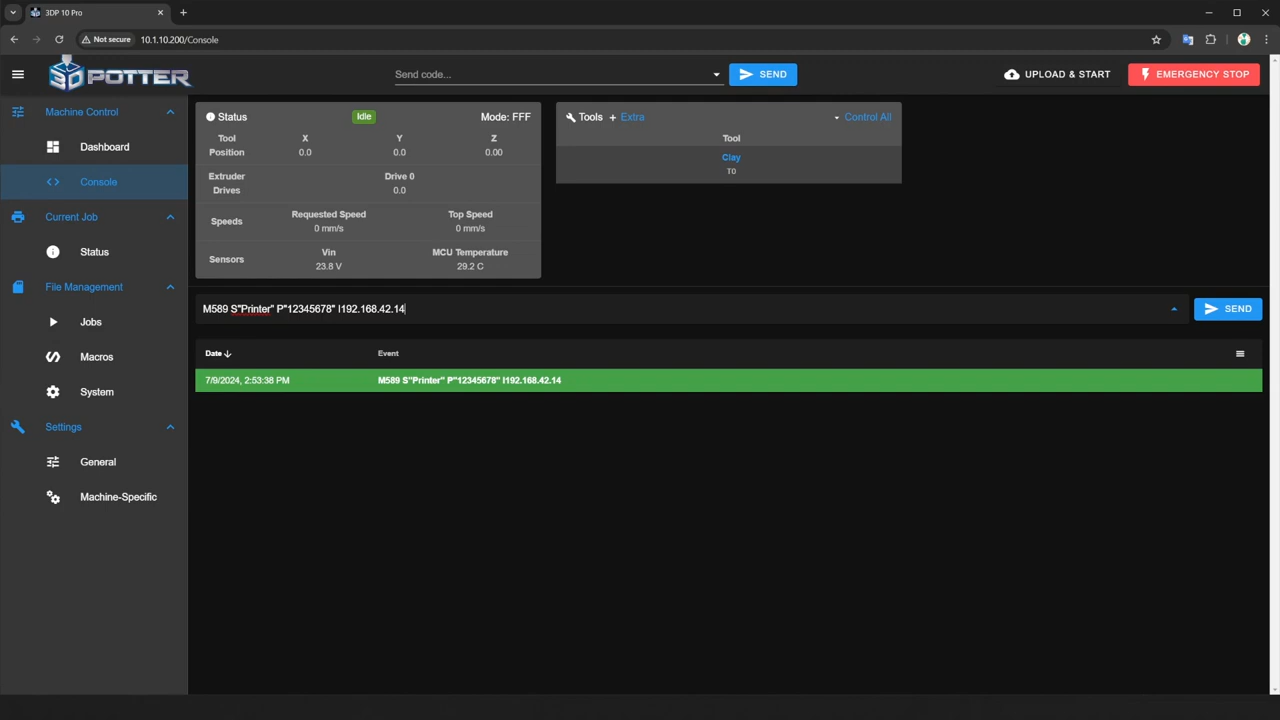 3DP 10 Pro
Not secure
10.1.10.200/Console
3D POTTER
Send code...
SEND
UPLOAD & START
EMERGENCY STOP
Machine Control
Dashboard
Console
Current Job
Status
File Management
Jobs
Macros
System
Settings
General
Machine-Specific
Status
Idle
Mode: FFF
Tool Position
X
0.0
Y
0.0
Z
0.00
Extruder Drives
Drive 0
0.0
Speeds
Requested Speed
0 mm/s
Top Speed
0 mm/s
Sensors
Vin
23.8 V
MCU Temperature
29.2 C
Tools + Extra
Control All
Tool
Clay
T0
M589 S"Printer" P"12345678" I192.168.42.14
SEND
Date
Event
7/9/2024, 2:53:38 PM
M589 S"Printer" P"12345678" I192.168.42.14